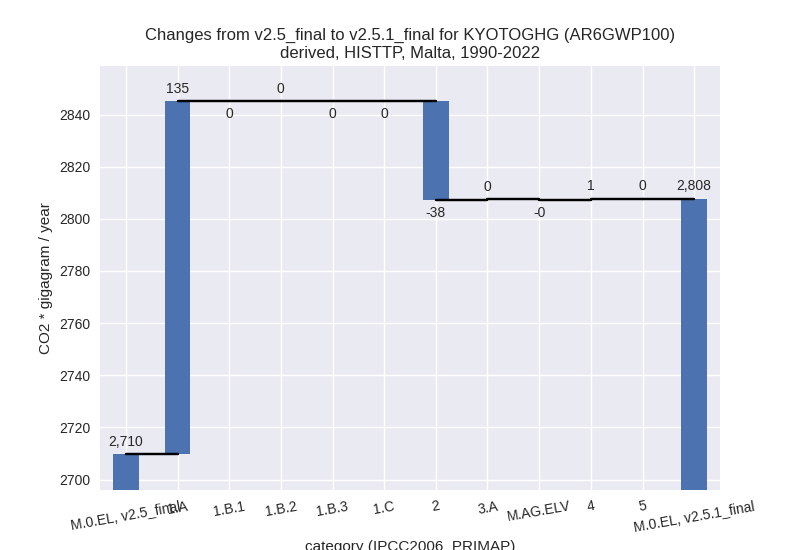 Changes from v2.5_final to v2.5.1_final for KYOTOGHG (AR6GWP100)
derived, HISTTP, Malta, 1990-2022
CO2 * gigagram / year
2840
2820
2800
2780
2760
2740
2720
2700
2,710
135
0
0
0
0
-38
0
-0
1
0
2,808
M.0.EL, v2.5_final
1.A
1.B.1
1.B.2
1.B.3
1.C
2
3.A
M.AG.ELV
4
5
M.0.EL, v2.5.1_final
category (IPCC2006_PRIMAP)